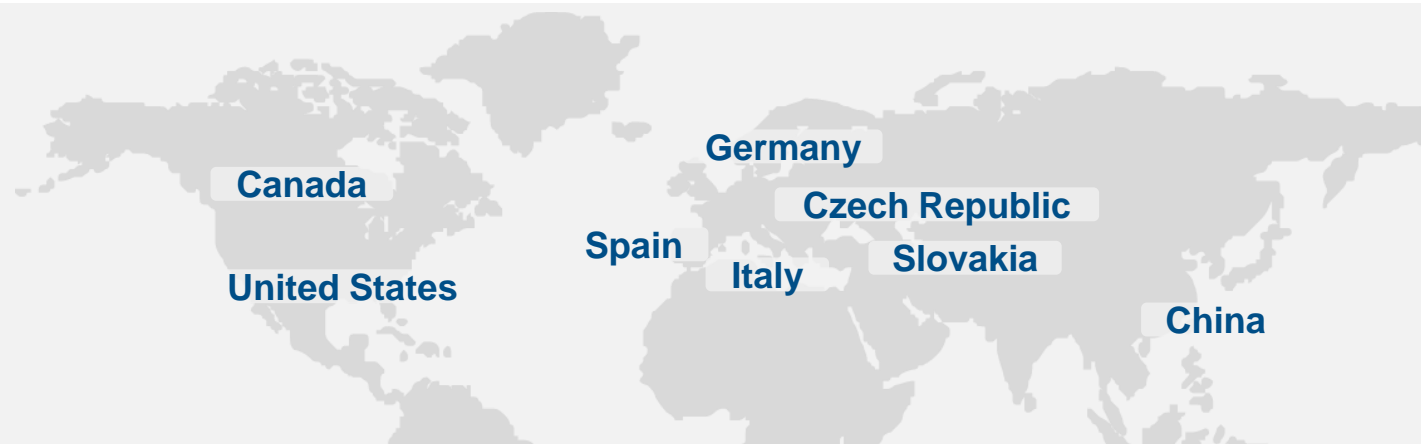 Germany
Canada
Czech Republic
Spain
Slovakia
Italy
United States
China